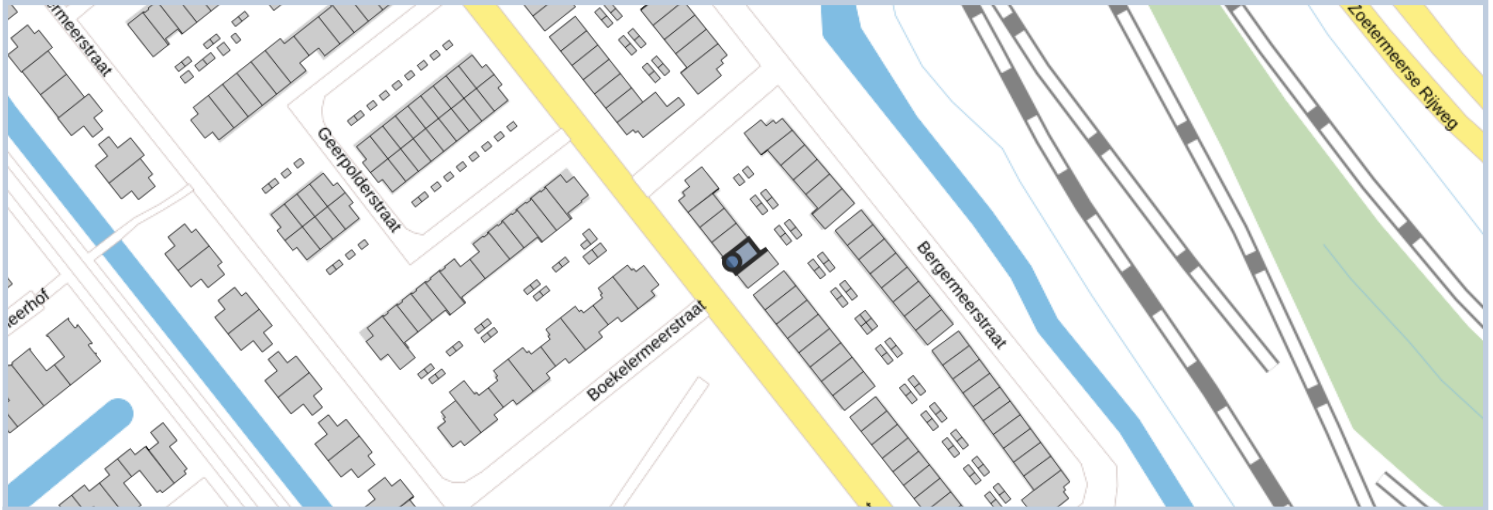 ermeerstraat
Zoetermeerse Rijweg
Geerpolderstraat
Bergermeerstraat
eerhof
Boekelermeerstraat